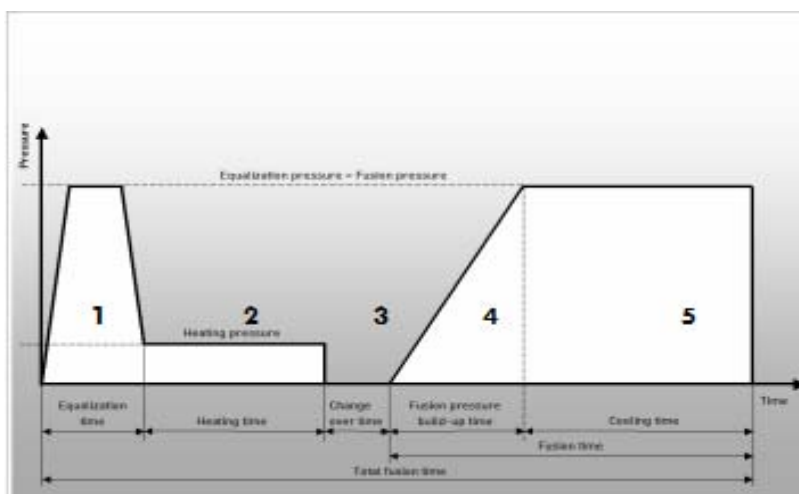 Pressure
Equalization pressure = Fusion pressure
1
2
3
4
5
Heating pressure
Time
Equalization
time
Heating time
Change
over time
Fusion pressure
build-up time
Cooling time
Fusion time
Total fusion time